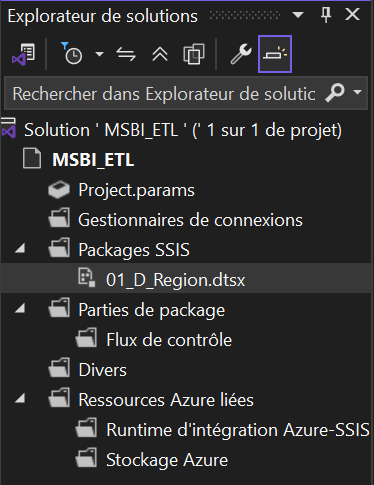 Explorateur de solutions
Rechercher dans Explorateur de solutic
Solution ' MSBI_ETL ' (' 1 sur 1 de projet)
MSBI_ETL
Project.params
Gestionnaires de connexions
Packages SSIS
01_D_Region.dtsx
Parties de package
Flux de contrôle
Divers
Ressources Azure liées
Runtime d'intégration Azure-SSIS
Stockage Azure